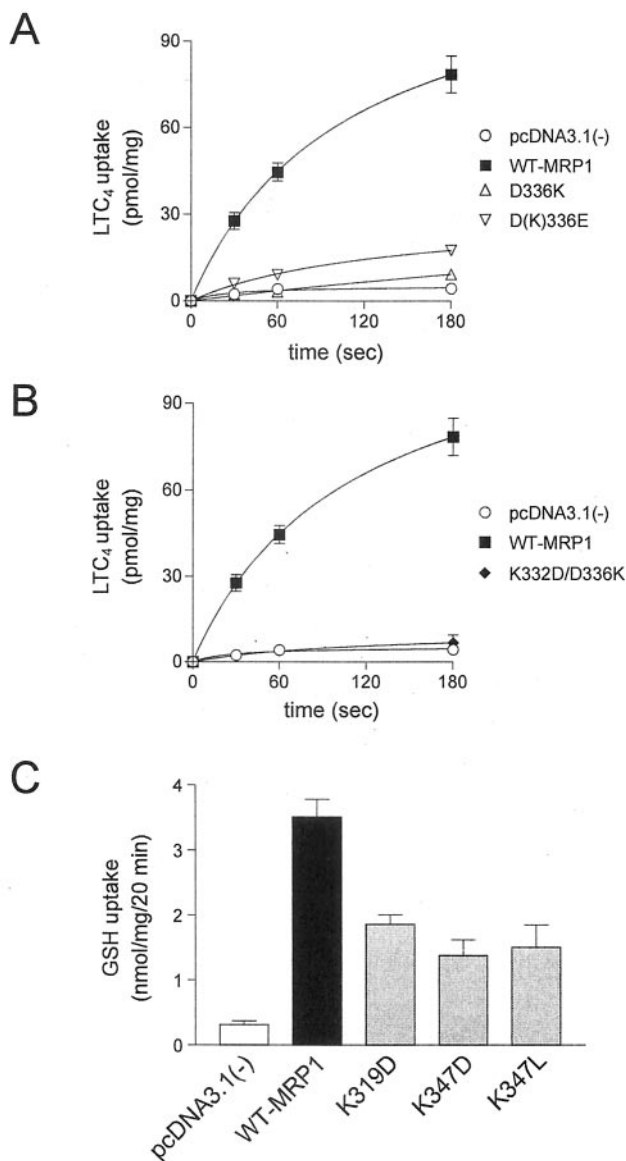 A
LTC₄ uptake
(pmol/mg)
90
60
30
0
0 60 120 180
time (sec)
pcDNA3.1(-)
WT-MRP1
D336K
D(K)336E
B
LTC₄ uptake
(pmol/mg)
90
60
30
0
0 60 120 180
time (sec)
pcDNA3.1(-)
WT-MRP1
K332D/D336K
C
GSH uptake
(nmol/mg/20 min)
4
3
2
1
0
pcDNA3.1(-)
WT-MRP1
K319D
K347D
K347L